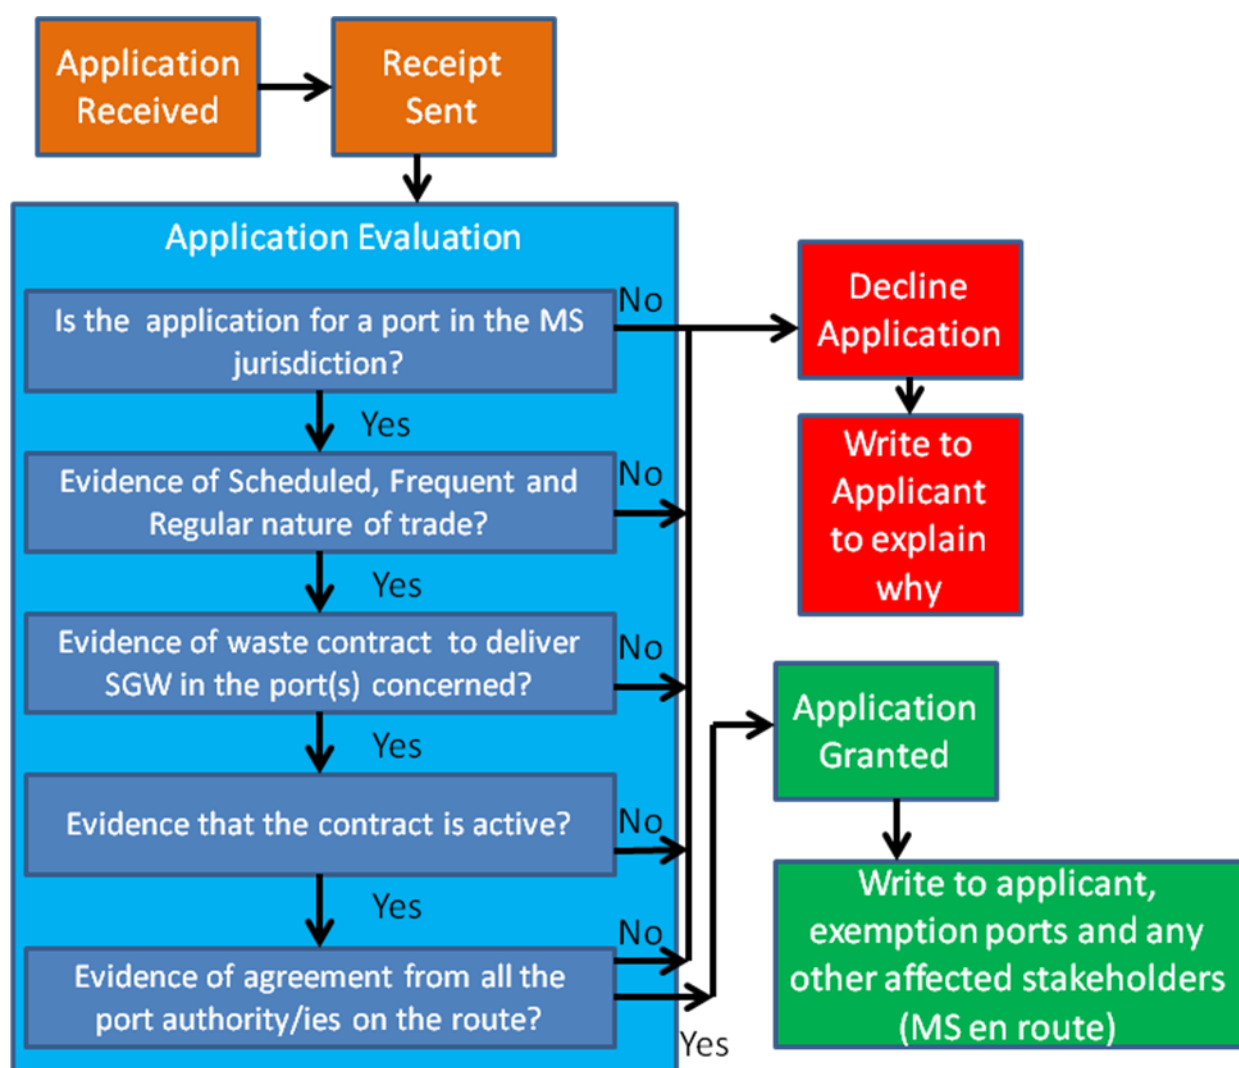 Application
Received
Receipt
Sent
Application Evaluation
Is the application for a port in the MS
jurisdiction?
No
Yes
Evidence of Scheduled, Frequent and
Regular nature of trade?
No
Yes
Evidence of waste contract to deliver
SGW in the port(s) concerned?
No
Yes
Evidence that the contract is active?
No
Yes
Evidence of agreement from all the
port authority/ies on the route?
No
Yes
Decline
Application
Write to
Applicant
to explain
why
Application
Granted
Write to applicant,
exemption ports and any
other affected stakeholders
(MS en route)